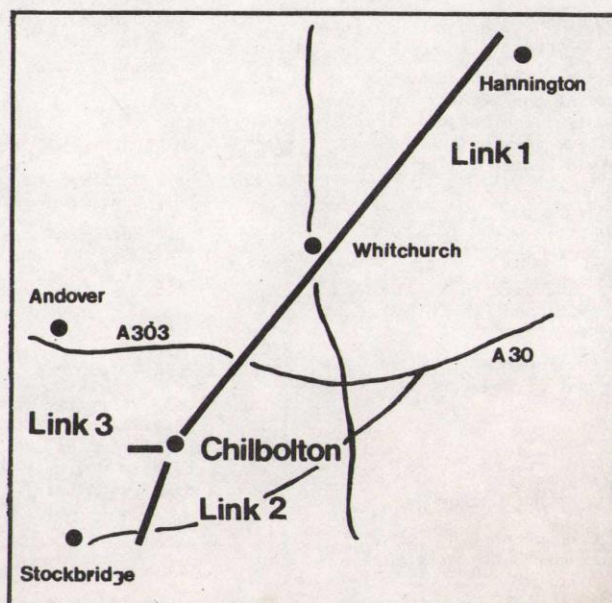 Hannington
Link 1
Whitchurch
Andover
A303
A30
Link 3
Chilbolton
Link 2
Stockbridge